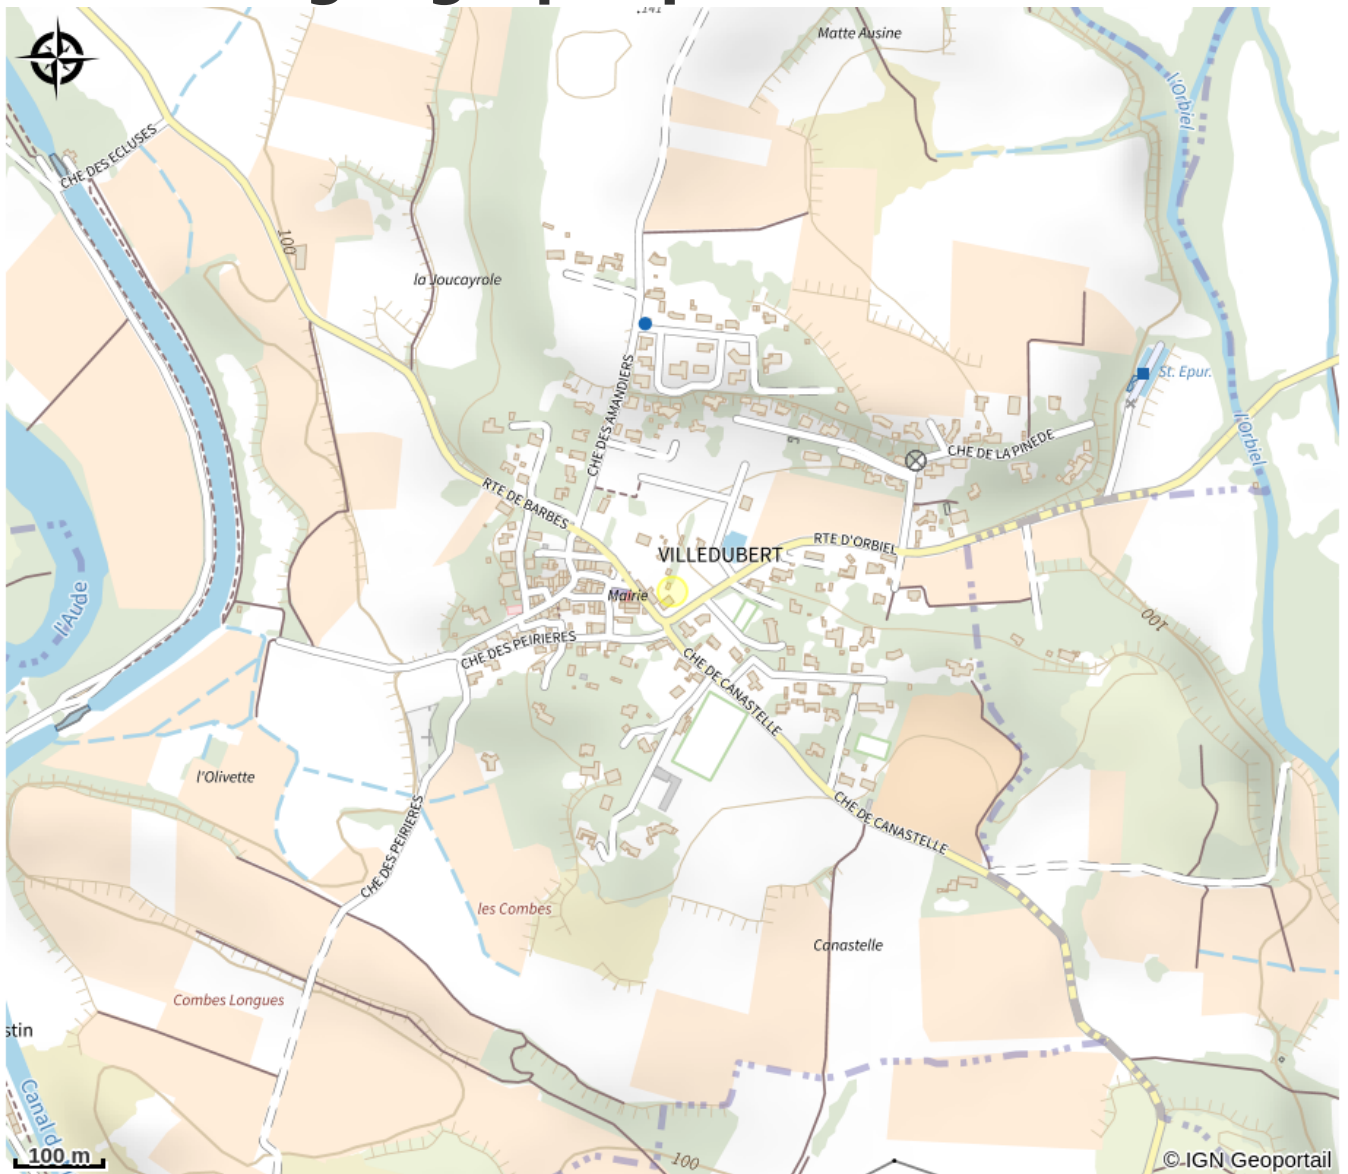 141
Matte Ausine
l'Orbiel
CHE DES ECLUSES
100
la Joucayrole
CHE DES AMANDIERS
St. Epur.
l'Orbiel
CHE DE LA PINEDE
RTE DE BARBES
RTE D'ORBIEL
VILLEDUBERT
Mairie
l'Aude
100
CHE DES PEIRIERES
CHE DE CANASTELLE
l'Olivette
CHE DES PEIRIERES
CHE DE CANASTELLE
les Combes
Canastelle
Combes Longues
stin
Canal d
100 m
100
© IGN Geoportail